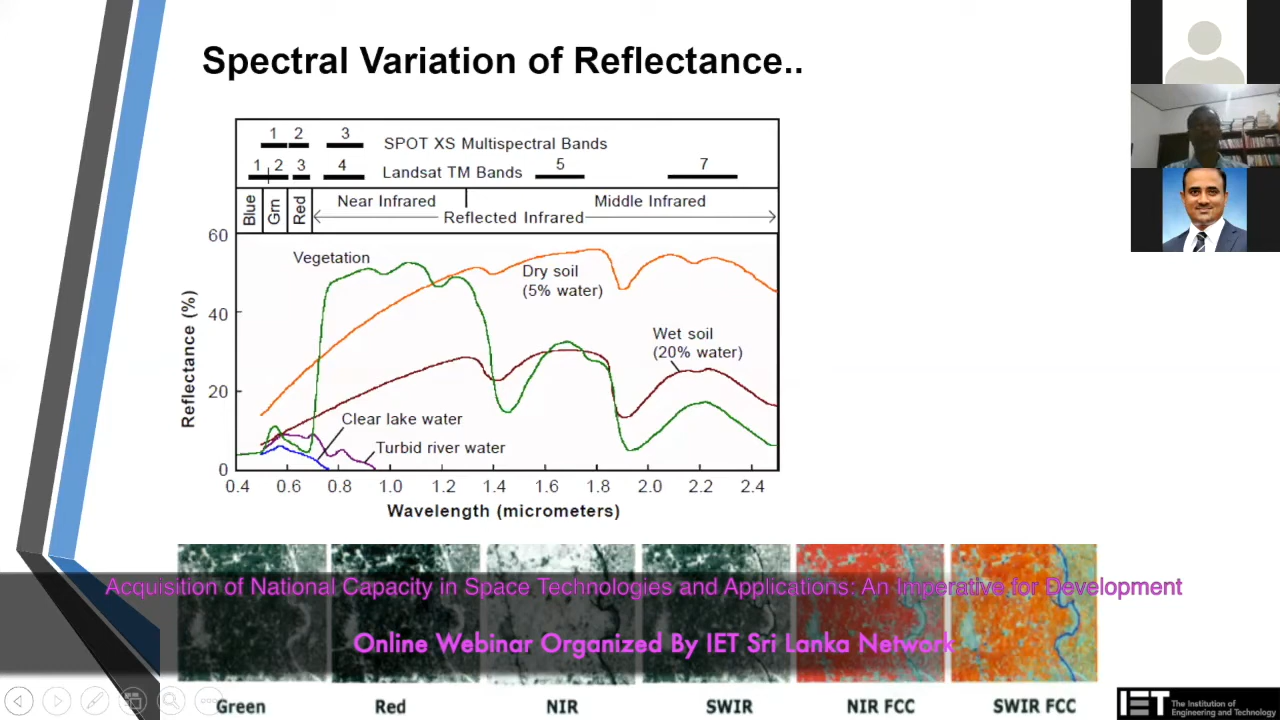 Spectral Variation of Reflectance..
1 2 3 SPOT XS Multispectral Bands
1 2 3 4 Landsat TM Bands 5 7
Blue Grn Red Near Infrared Middle Infrared
Reflected Infrared
60
Vegetation
Dry soil
(5% water)
40
Wet soil
(20% water)
Reflectance (%)
20
Clear lake water
Turbid river water
0
0.4 0.6 0.8 1.0 1.2 1.4 1.6 1.8 2.0 2.2 2.4
Wavelength (micrometers)
Acquisition of National Capacity in Space Technologies and Applications: An Imperative for Development
Online Webinar Organized By IET Sri Lanka Network
Green Red NIR SWIR NIR FCC SWIR FCC
IET The Institution of
Engineering and Technology